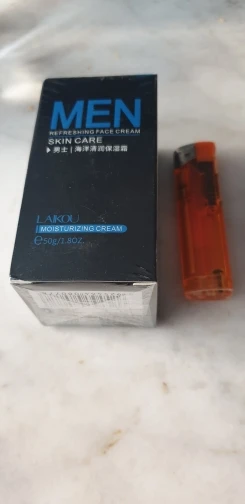 MEN
REFRESHING FACE CREAM
SKIN CARE
男士 | 海洋清润保湿霜
LAIKOU
MOISTURIZING CREAM
℮50g/1.8OZ.